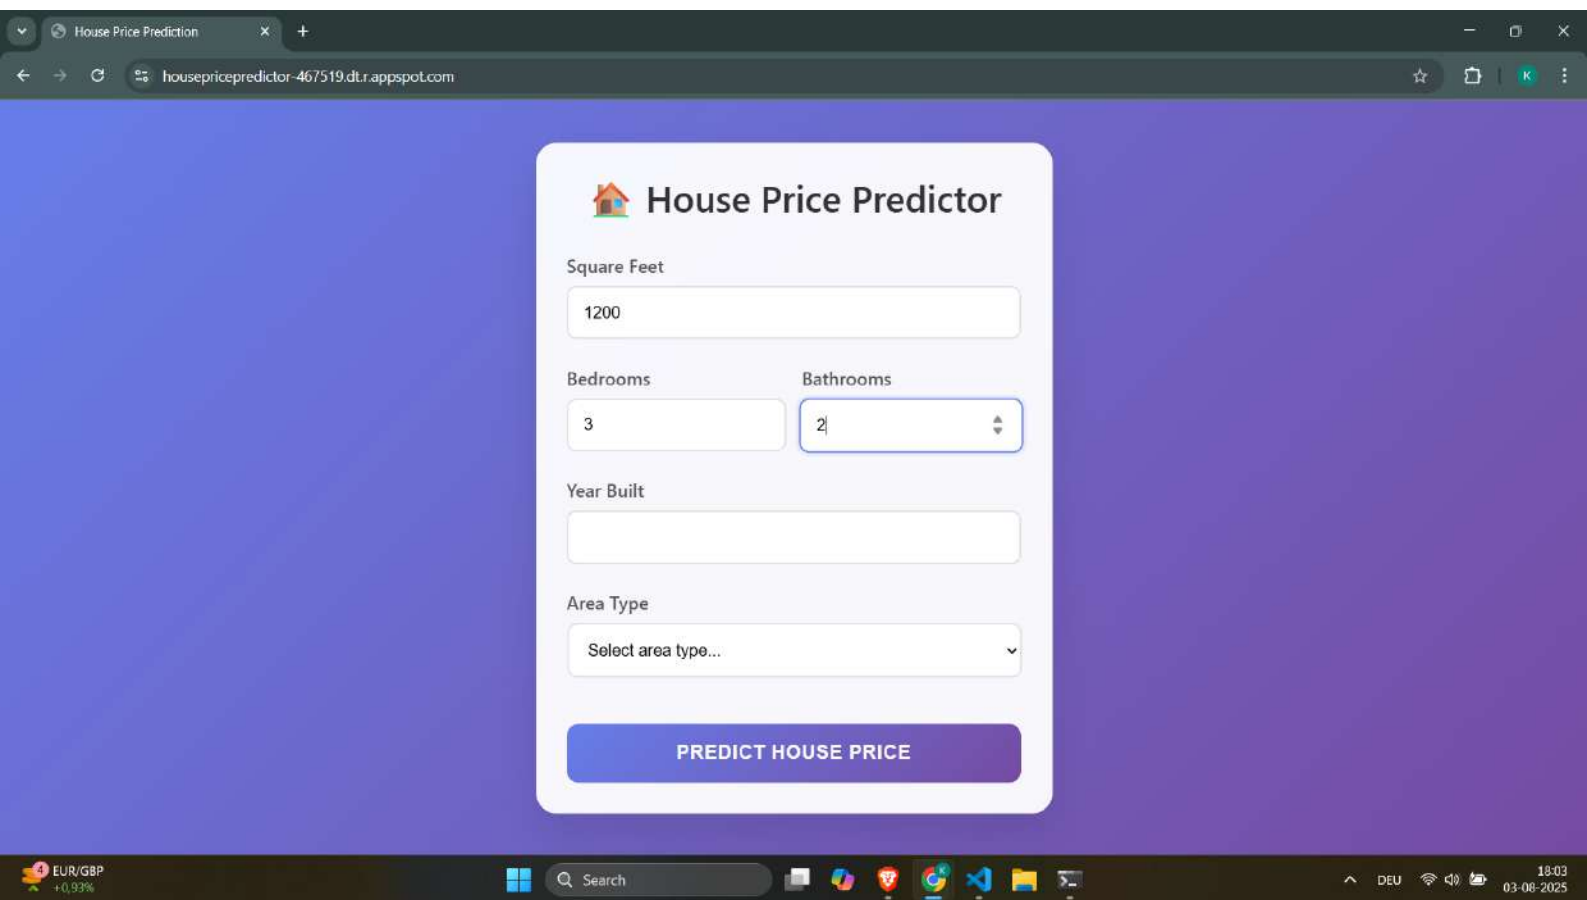 House Price Prediction
housepricepredictor-467519.dt.r.appspot.com
K
House Price Predictor
Square Feet
1200
Bedrooms Bathrooms
3 2
Year Built
Area Type
Select area type...
PREDICT HOUSE PRICE
4 EUR/GBP
+0,93%
Search
K
DEU
18:03
03-08-2025